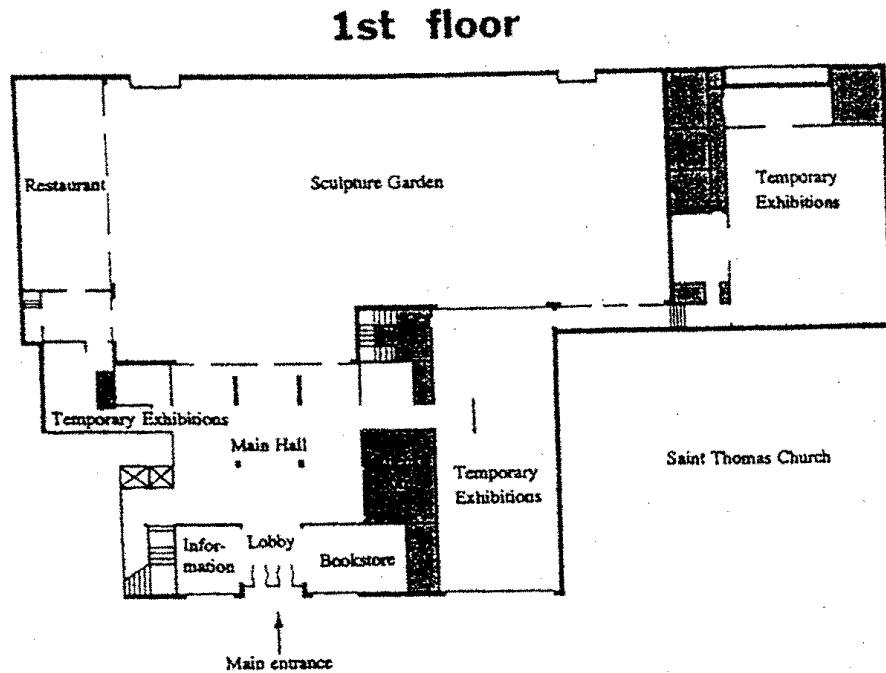 1st floor
Restaurant
Sculpture Garden
Temporary
Exhibitions
Temporary Exhibitions
Main Hall
Temporary
Exhibitions
Saint Thomas Church
Infor-
mation
Lobby
Bookstore
Main entrance